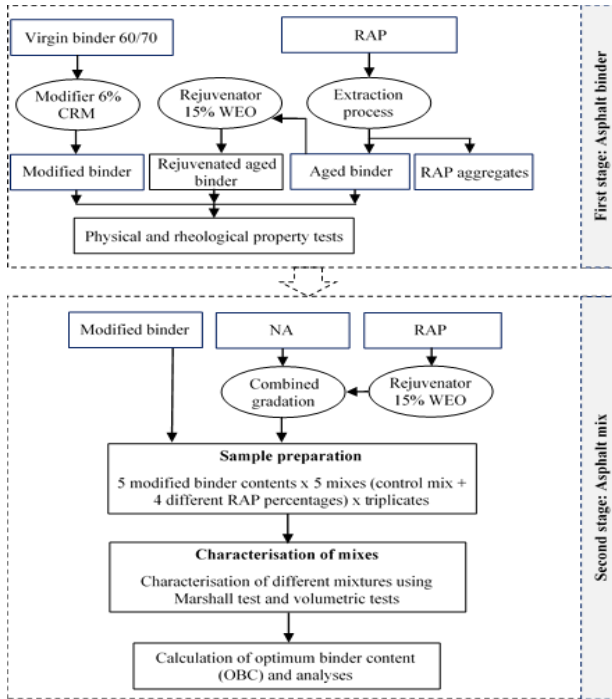 Virgin binder 60/70
RAP
Modifier 6%
CRM
Rejuvenator
15% WEO
Extraction
process
Modified binder
Rejuvenated aged
binder
Aged binder
RAP aggregates
Physical and rheological property tests
First stage: Asphalt binder
Modified binder
NA
RAP
Combined
gradation
Rejuvenator
15% WEO
Sample preparation
5 modified binder contents x 5 mixes (control mix +
4 different RAP percentages) x triplicates
Characterisation of mixes
Characterisation of different mixtures using
Marshall test and volumetric tests
Calculation of optimum binder content
(OBC) and analyses
Second stage: Asphalt mix